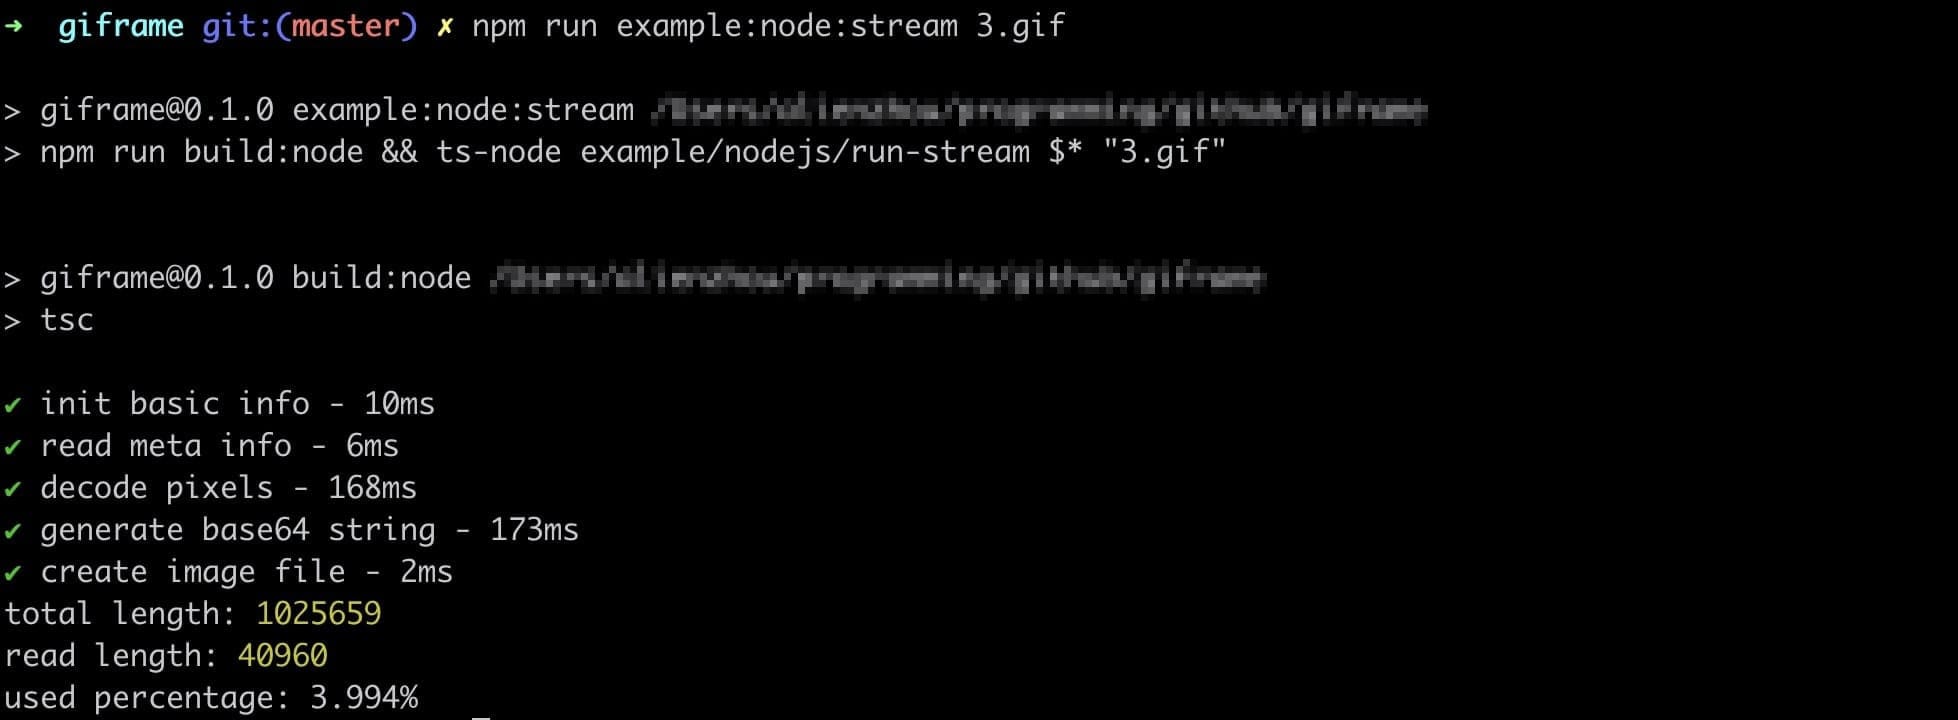 ➜ giframe git:(master) ✗ npm run example:node:stream 3.gif
> giframe@0.1.0 example:node:stream
> npm run build:node && ts-node example/nodejs/run-stream $* "3.gif"
> giframe@0.1.0 build:node
> tsc
✔ init basic info - 10ms
✔ read meta info - 6ms
✔ decode pixels - 168ms
✔ generate base64 string - 173ms
✔ create image file - 2ms
total length: 1025659
read length: 40960
used percentage: 3.994%